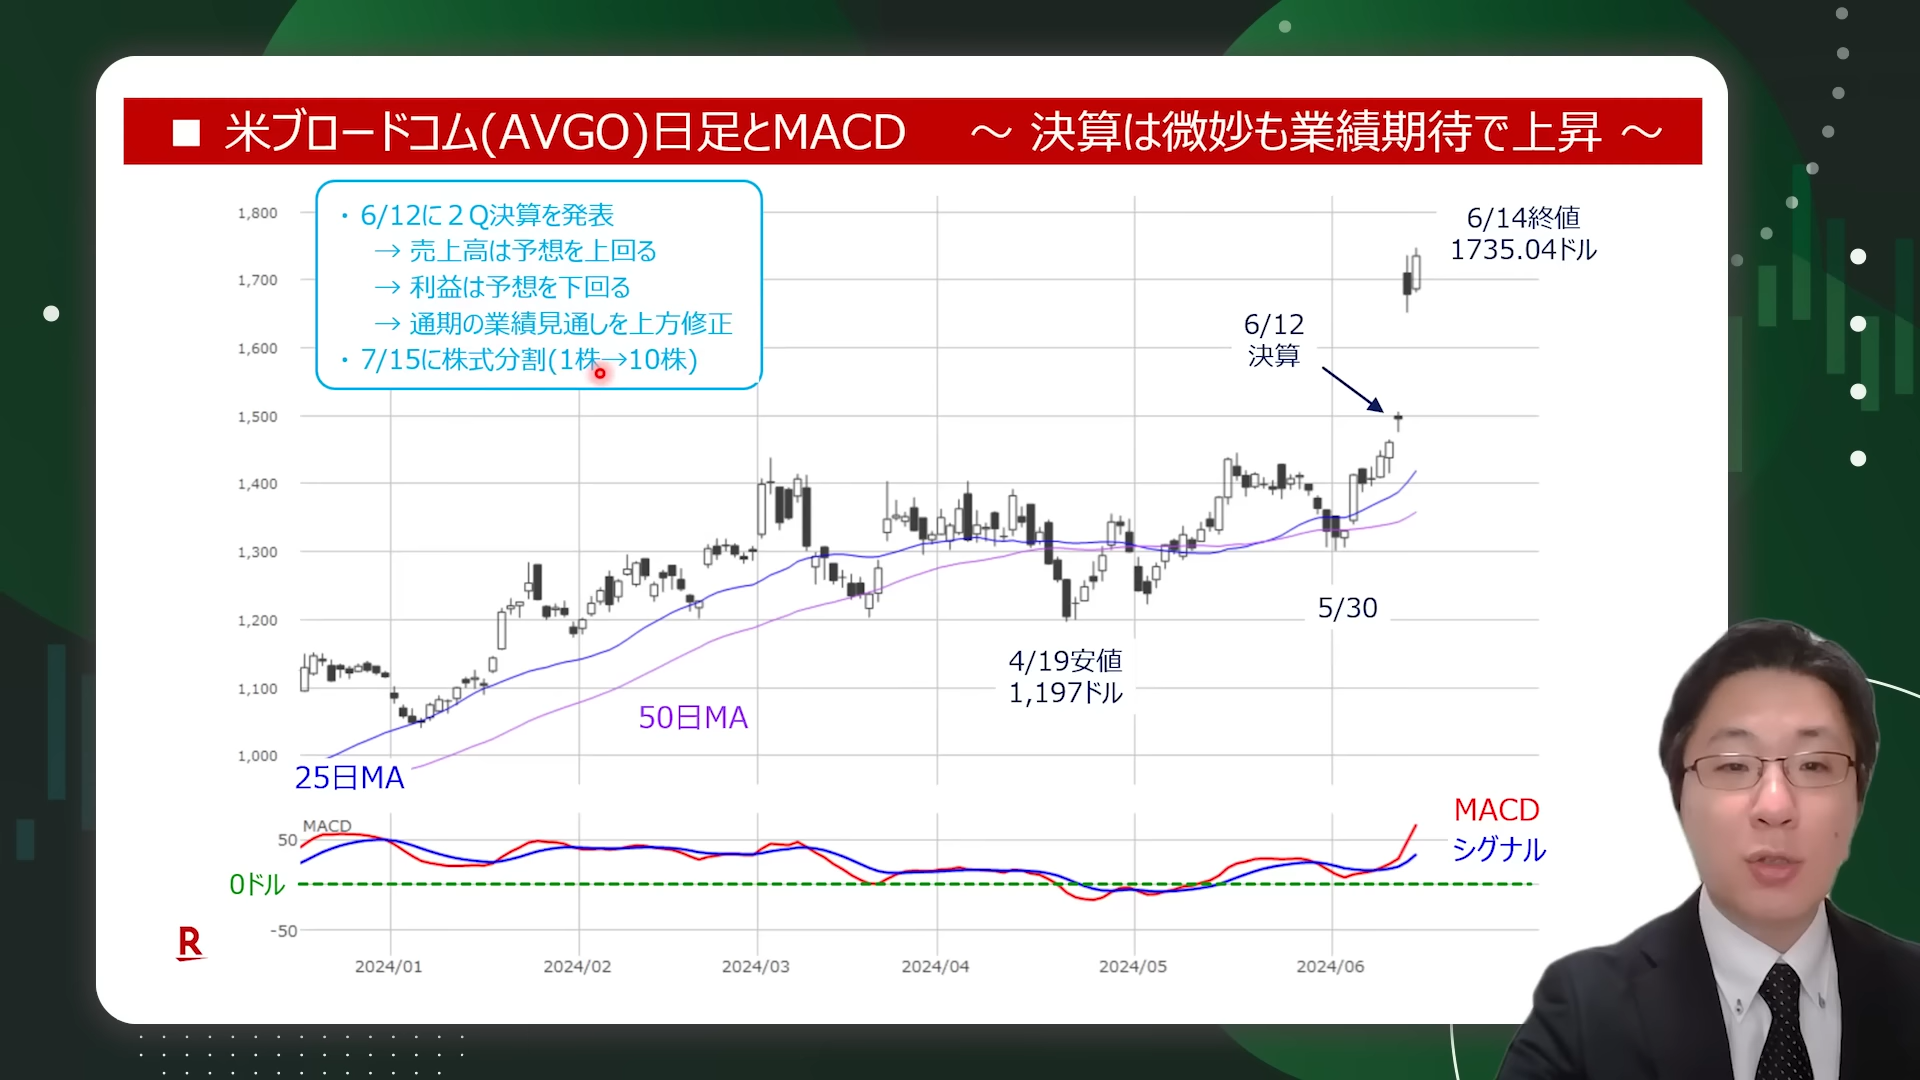 ■ 米ブロードコム(AVGO)日足とMACD ～ 決算は微妙も業績期待で上昇 ～
・ 6/12に２Q決算を発表
→ 売上高は予想を上回る
→ 利益は予想を下回る
→ 通期の業績見通しを上方修正
・ 7/15に株式分割(1株→10株)
6/14終値
1735.04ドル
6/12
決算
1,800
1,700
1,600
1,500
1,400
1,300
1,200
1,100
1,000
5/30
4/19安値
1,197ドル
50日MA
25日MA
MACD
シグナル
MACD
50
0ドル
-50
R
2024/01
2024/02
2024/03
2024/04
2024/05
2024/06